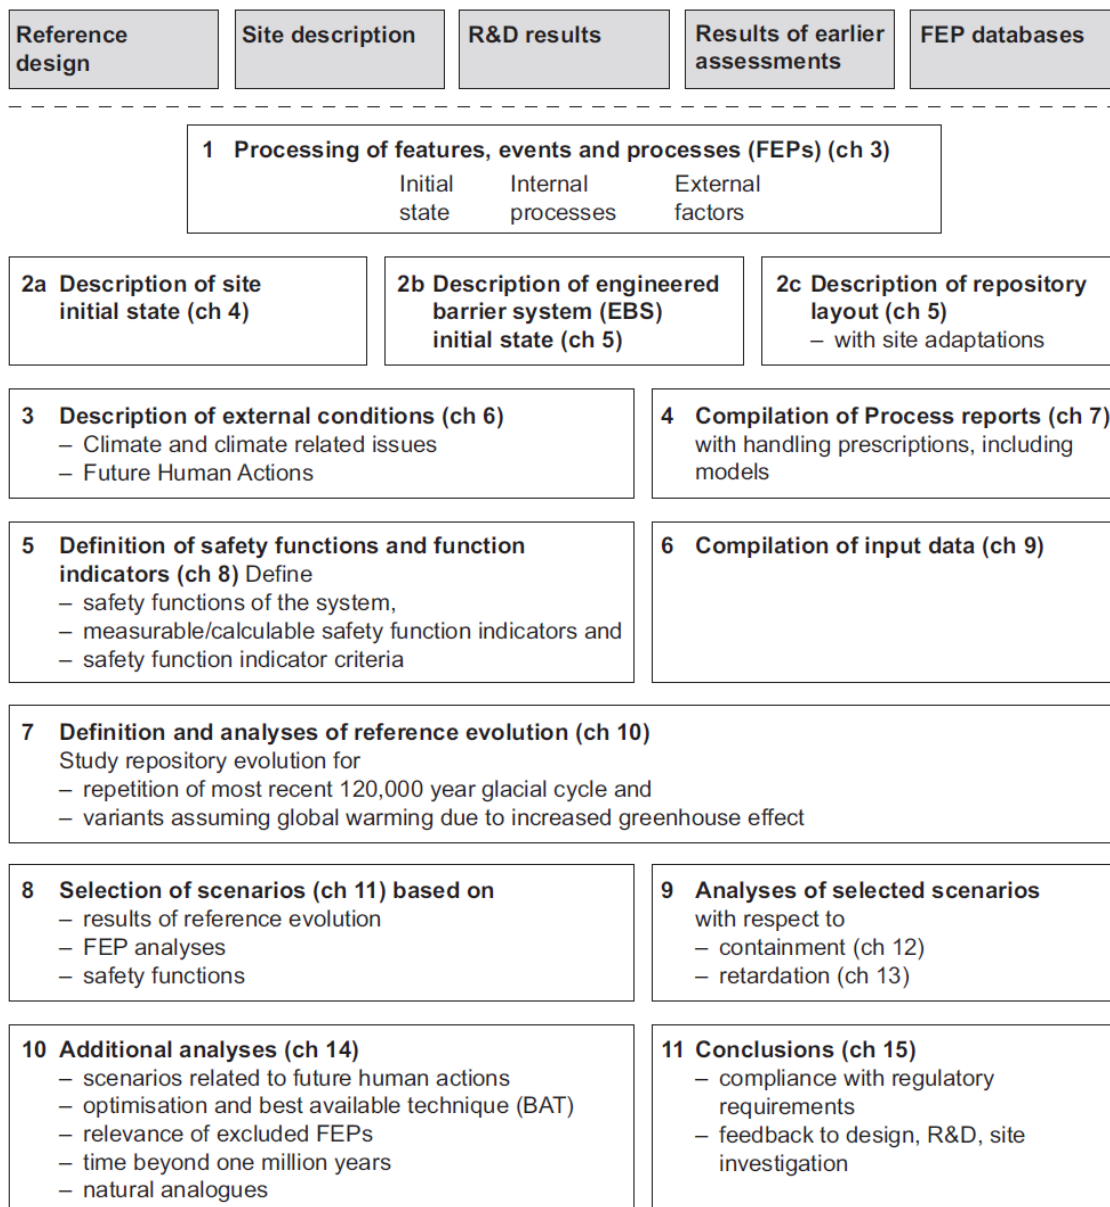 Reference
design
Site description
R&D results
Results of earlier
assessments
FEP databases
1 Processing of features, events and processes (FEPs) (ch 3)
Initial
state
Internal
processes
External
factors
2a Description of site
initial state (ch 4)
2b Description of engineered
barrier system (EBS)
initial state (ch 5)
2c Description of repository
layout (ch 5)
– with site adaptations
3 Description of external conditions (ch 6)
– Climate and climate related issues
– Future Human Actions
4 Compilation of Process reports (ch 7)
with handling prescriptions, including
models
5 Definition of safety functions and function
indicators (ch 8) Define
– safety functions of the system,
– measurable/calculable safety function indicators and
– safety function indicator criteria
6 Compilation of input data (ch 9)
7 Definition and analyses of reference evolution (ch 10)
Study repository evolution for
– repetition of most recent 120,000 year glacial cycle and
– variants assuming global warming due to increased greenhouse effect
8 Selection of scenarios (ch 11) based on
– results of reference evolution
– FEP analyses
– safety functions
9 Analyses of selected scenarios
with respect to
– containment (ch 12)
– retardation (ch 13)
10 Additional analyses (ch 14)
– scenarios related to future human actions
– optimisation and best available technique (BAT)
– relevance of excluded FEPs
– time beyond one million years
– natural analogues
11 Conclusions (ch 15)
– compliance with regulatory
requirements
– feedback to design, R&D, site
investigation